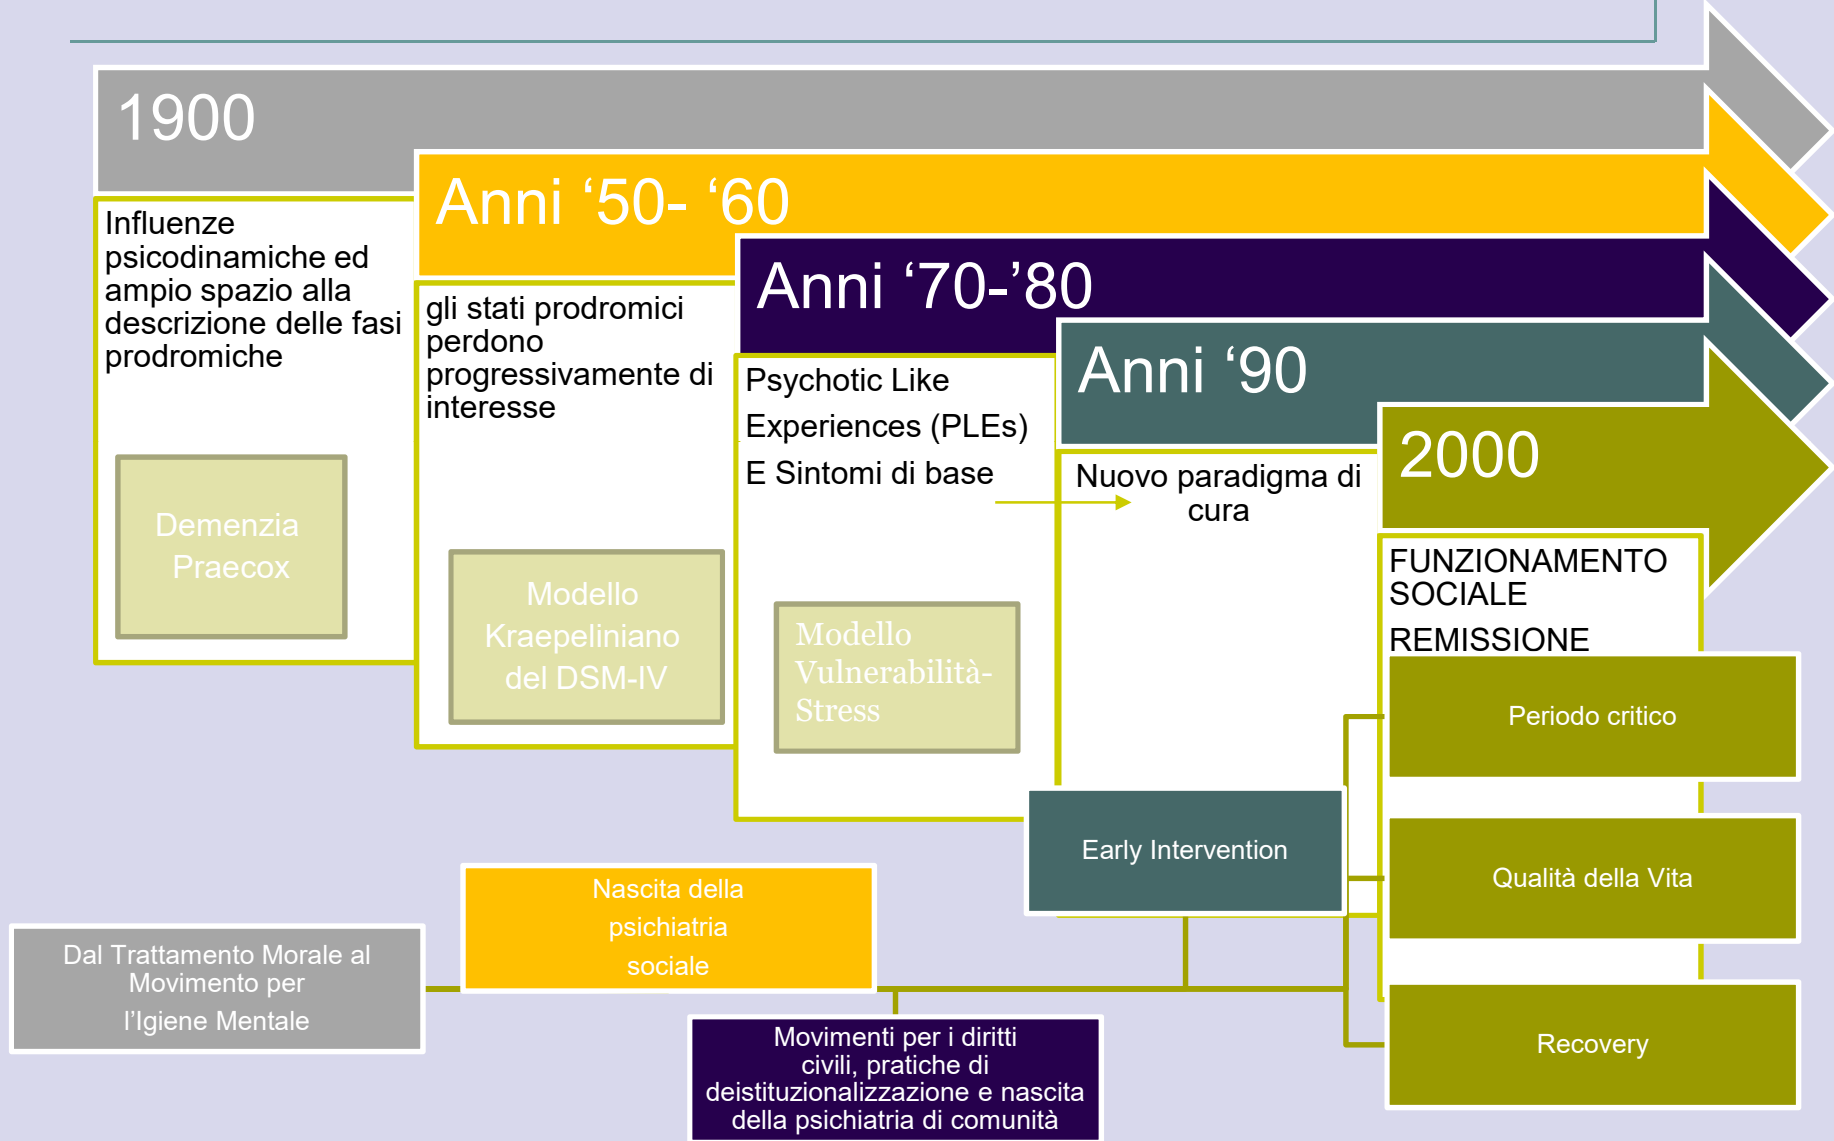 1900
Influenze
psicodinamiche ed
ampio spazio alla
descrizione delle fasi
prodromiche
Demenzia
Praecox
Anni ‘50- ‘60
gli stati prodromici
perdono
progressivamente di
interesse
Modello
Kraepeliniano
del DSM-IV
Anni ‘70-’80
Psychotic Like
Experiences (PLEs)
E Sintomi di base
Modello
Vulnerabilità-
Stress
Anni ‘90
Nuovo paradigma di
cura
2000
FUNZIONAMENTO
SOCIALE
REMISSIONE
Periodo critico
Qualità della Vita
Recovery
Early Intervention
Nascita della
psichiatria
sociale
Dal Trattamento Morale al
Movimento per
l’Igiene Mentale
Movimenti per i diritti
civili, pratiche di
deistituzionalizzazione e nascita
della psichiatria di comunità